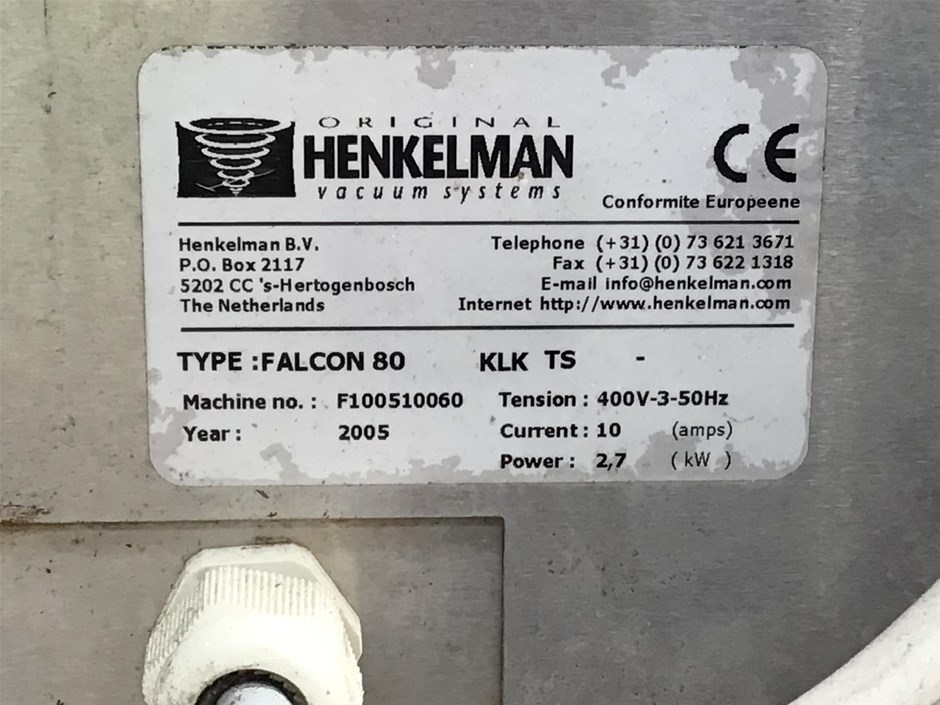 ORIGINAL
HENKELMAN
vacuum systems
CE
Conformite Europeene
Henkelman B.V. Telephone (+31) (0) 73 621 3671
P.O. Box 2117 Fax (+31) (0) 73 622 1318
5202 CC 's-Hertogenbosch E-mail info@henkelman.com
The Netherlands Internet http://www.henkelman.com
TYPE :FALCON 80 KLK TS -
Machine no. : F100510060 Tension : 400V-3-50Hz
Year : 2005 Current : 10 (amps)
Power : 2,7 ( kW )